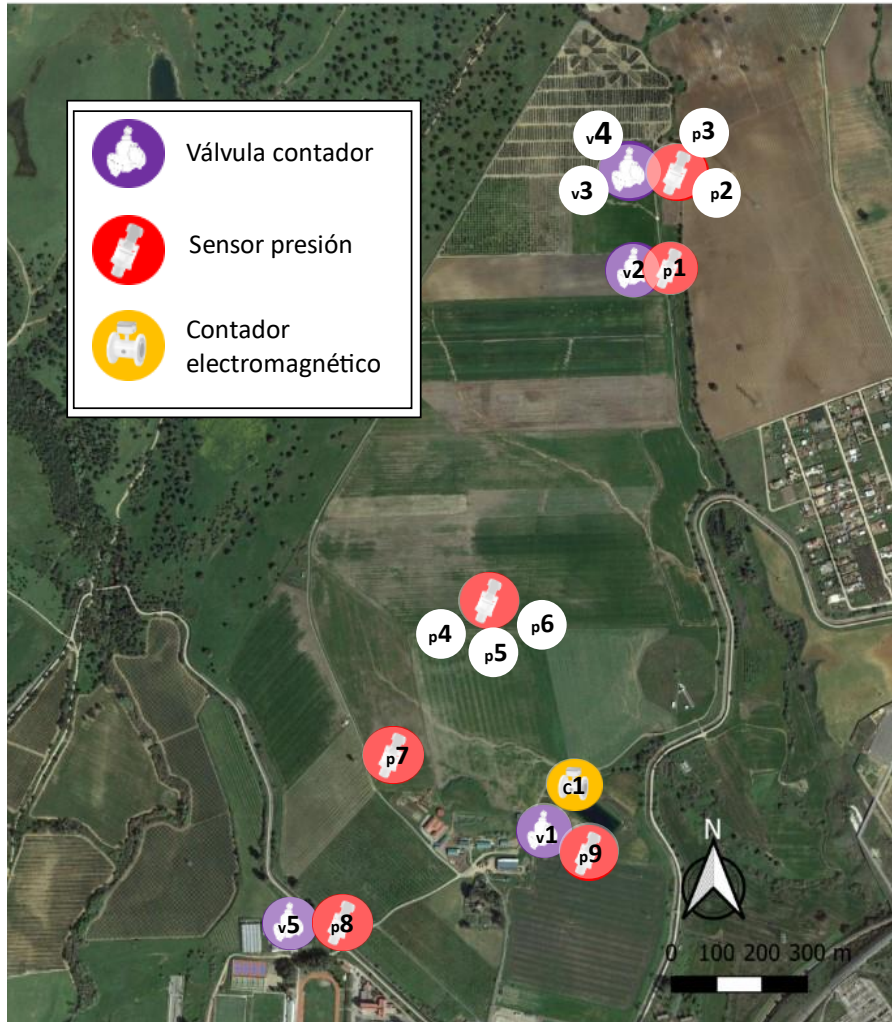 Válvula contador
Sensor presión
Contador
electromagnético
v4
p3
v3
p2
v2
p1
p4
p6
p5
p7
C1
v1
p9
v5
p8
N
0 100 200 300 m